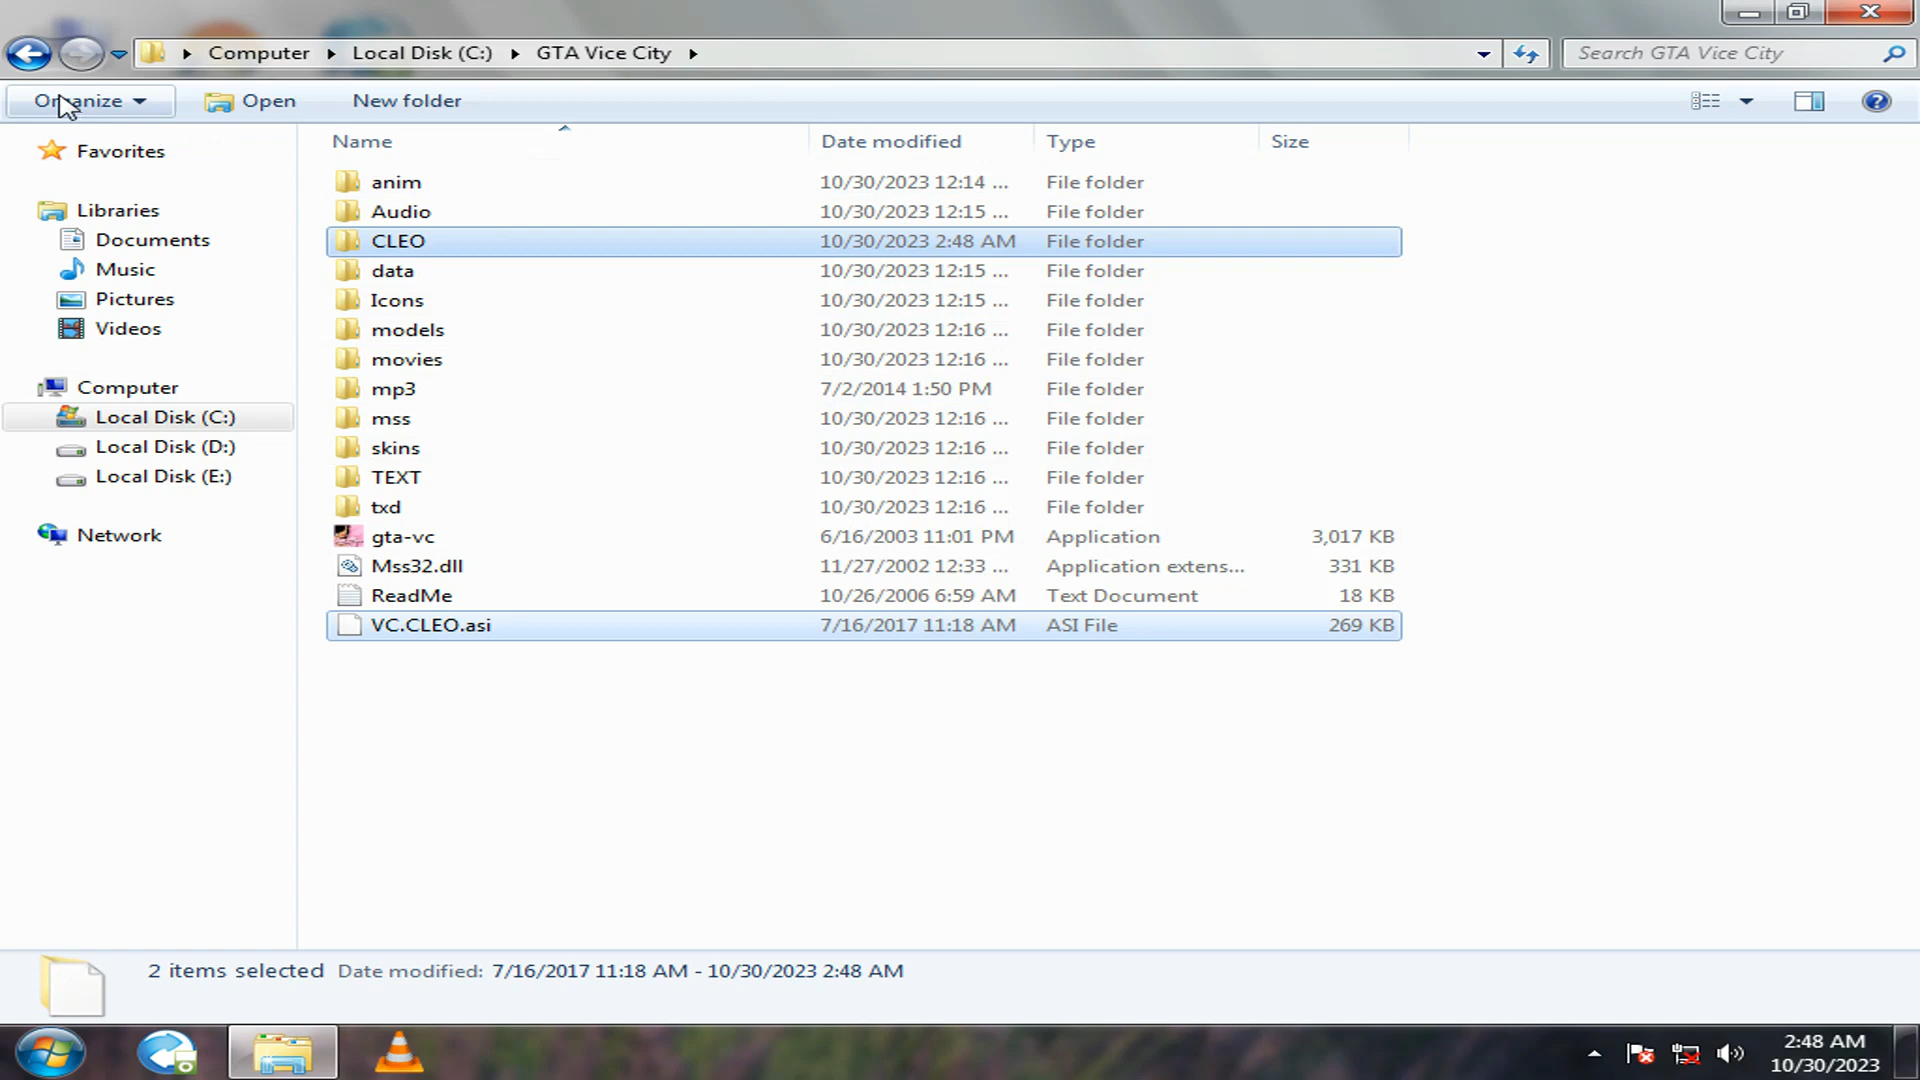 Computer Local Disk (C:) GTA Vice City Search GTA Vice City
Organize Open New folder
Name Date modified Type Size
Favorites
Libraries
Documents
Music
Pictures
Videos
Computer
Local Disk (C:)
Local Disk (D:)
Local Disk (E:)
Network
anim 10/30/2023 12:14 ... File folder
Audio 10/30/2023 12:15 ... File folder
CLEO 10/30/2023 2:48 AM File folder
data 10/30/2023 12:15 ... File folder
Icons 10/30/2023 12:15 ... File folder
models 10/30/2023 12:16 ... File folder
movies 10/30/2023 12:16 ... File folder
mp3 7/2/2014 1:50 PM File folder
mss 10/30/2023 12:16 ... File folder
skins 10/30/2023 12:16 ... File folder
TEXT 10/30/2023 12:16 ... File folder
txd 10/30/2023 12:16 ... File folder
gta-vc 6/16/2003 11:01 PM Application 3,017 KB
Mss32.dll 11/27/2002 12:33 ... Application extens... 331 KB
ReadMe 10/26/2006 6:59 AM Text Document 18 KB
VC.CLEO.asi 7/16/2017 11:18 AM ASI File 269 KB
2 items selected Date modified: 7/16/2017 11:18 AM - 10/30/2023 2:48 AM
2:48 AM
10/30/2023